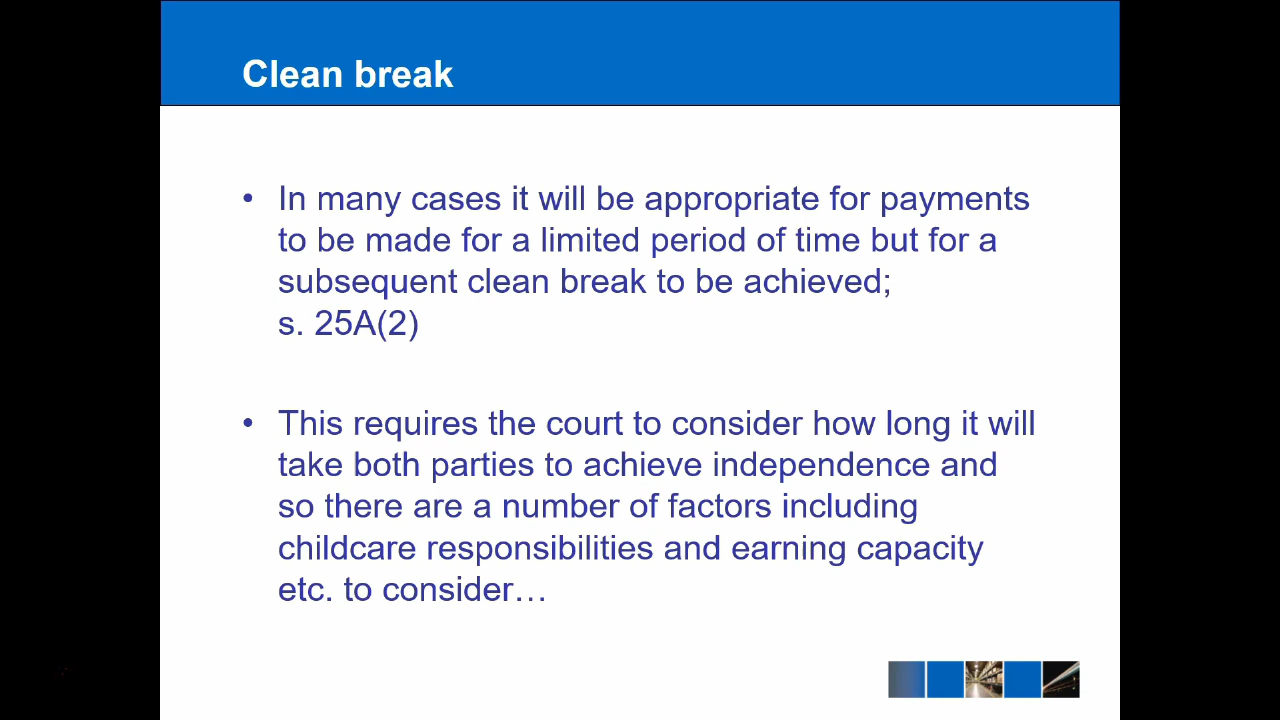 Clean break
• In many cases it will be appropriate for payments
to be made for a limited period of time but for a
subsequent clean break to be achieved;
s. 25A(2)
• This requires the court to consider how long it will
take both parties to achieve independence and
so there are a number of factors including
childcare responsibilities and earning capacity
etc. to consider…